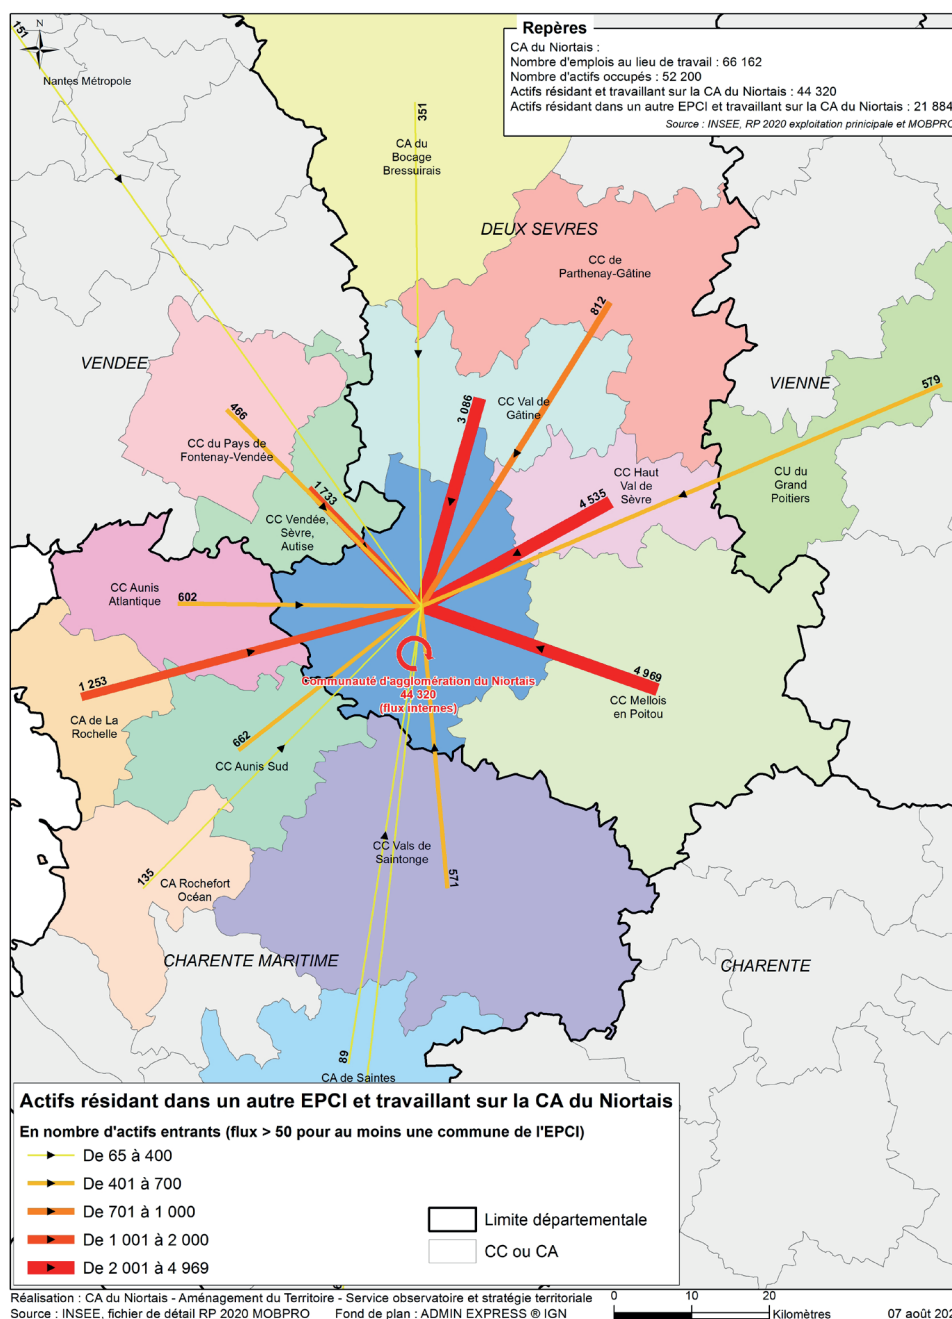 151
N
Nantes Métropole
Repères
CA du Niortais :
Nombre d'emplois au lieu de travail : 66 162
Nombre d'actifs occupés : 52 200
Actifs résidant et travaillant sur la CA du Niortais : 44 320
Actifs résidant dans un autre EPCI et travaillant sur la CA du Niortais : 21 884
Source : INSEE, RP 2020 exploitation prinicipale et MOBPRO
351
CA du
Bocage
Bressuirais
DEUX SEVRES
CC de
Parthenay-Gâtine
812
VENDEE
VIENNE
579
3 086
CC Val de
Gâtine
466
CC du Pays de
Fontenay-Vendée
CC Haut
Val de
Sèvre
CU du
Grand
Poitiers
1 733
4 535
CC Vendée,
Sèvre,
Autise
CC Aunis
Atlantique
602
1 253
Communauté d'agglomération du Niortais
44 320
(flux internes)
4 969
CC Mellois
en Poitou
CA de La
Rochelle
662
CC Aunis Sud
CC Vals de
Saintonge
135
571
CA Rochefort
Océan
CHARENTE MARITIME
CHARENTE
89
CA de Saintes
Actifs résidant dans un autre EPCI et travaillant sur la CA du Niortais
En nombre d'actifs entrants (flux > 50 pour au moins une commune de l'EPCI)
De 65 à 400
De 401 à 700
De 701 à 1 000
De 1 001 à 2 000
De 2 001 à 4 969
Limite départementale
CC ou CA
Réalisation : CA du Niortais - Aménagement du Territoire - Service observatoire et stratégie territoriale
Source : INSEE, fichier de détail RP 2020 MOBPRO Fond de plan : ADMIN EXPRESS ® IGN
0 10 20
Kilomètres
07 août